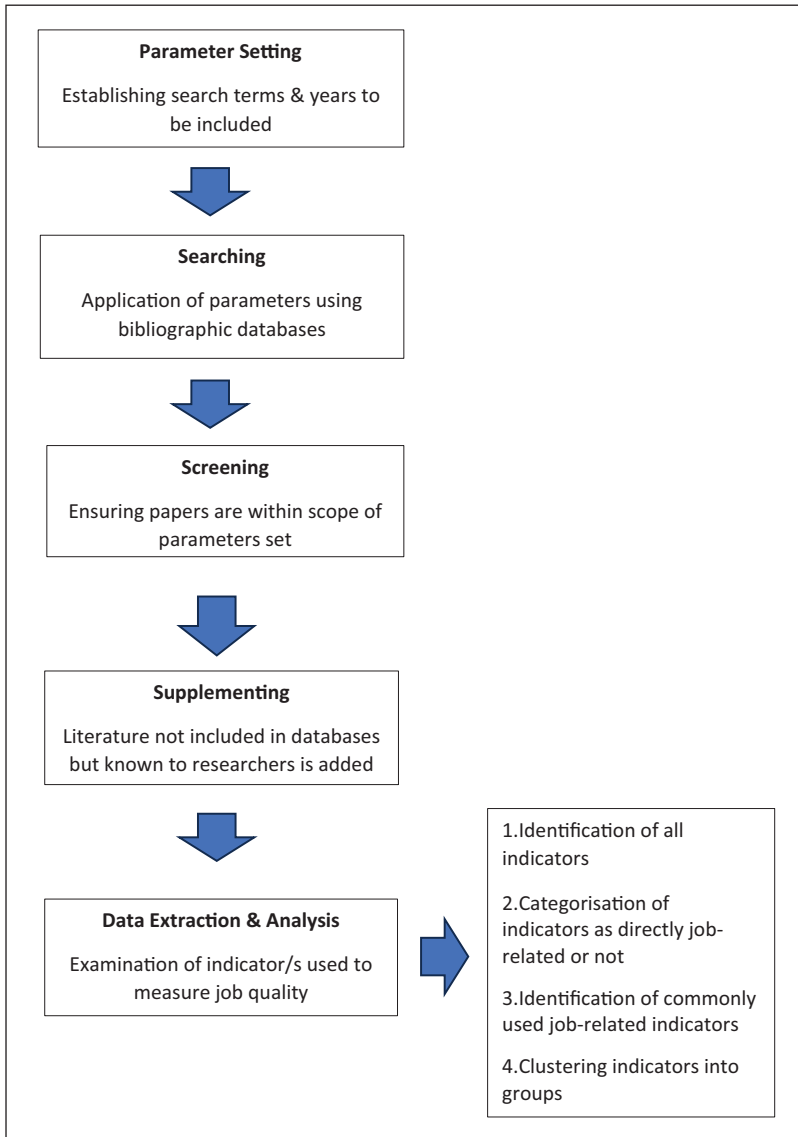 Parameter Setting
Establishing search terms & years to
be included
Searching
Application of parameters using
bibliographic databases
Screening
Ensuring papers are within scope of
parameters set
Supplementing
Literature not included in databases
but known to researchers is added
Data Extraction & Analysis
Examination of indicator/s used to
measure job quality
1.Identification of all
indicators
2.Categorisation of
indicators as directly job-
related or not
3.Identification of commonly
used job-related indicators
4.Clustering indicators into
groups